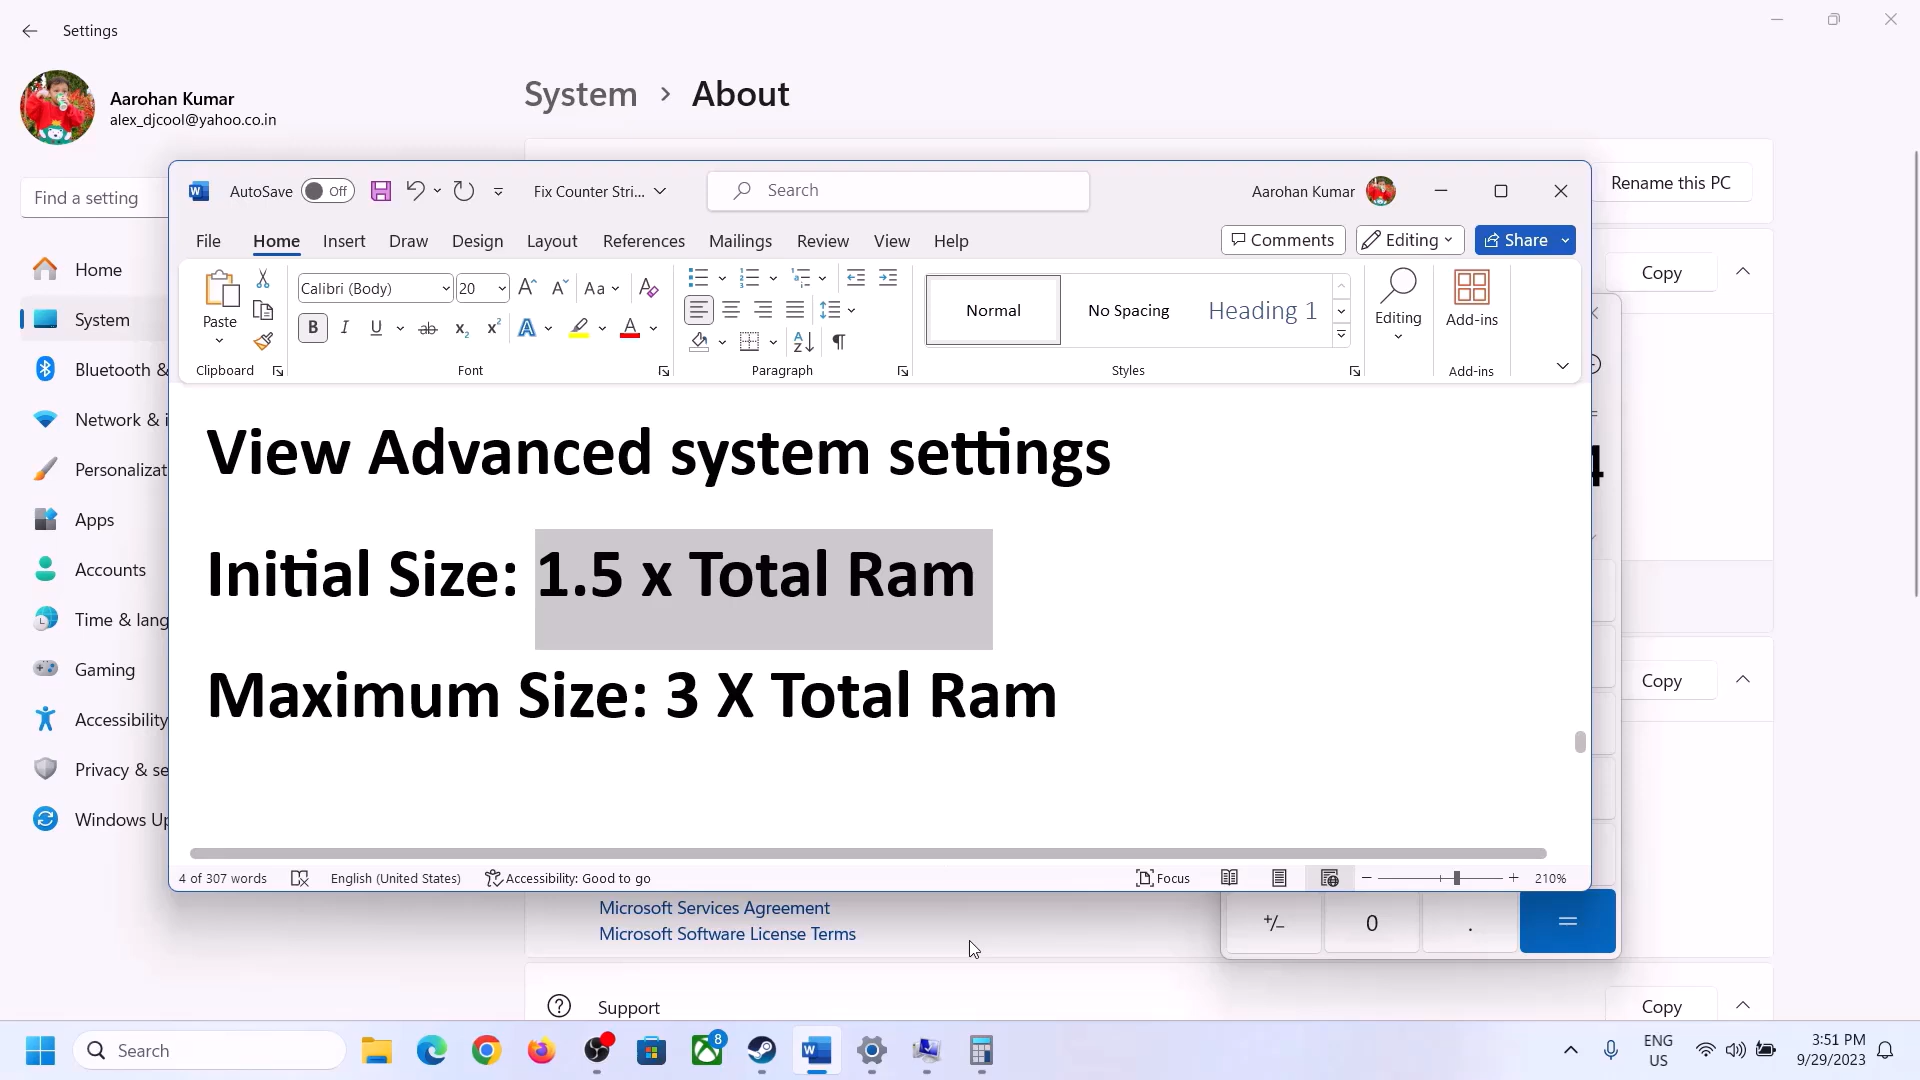 Settings
Aarohan Kumar
alex_djcool@yahoo.co.in
System > About
Find a setting
Home
System
Bluetooth &
Network & i
Personalizat
Apps
Accounts
Time & lang
Gaming
Accessibility
Privacy & se
Windows Up
Rename this PC
Copy
Copy
W AutoSave Off Fix Counter Stri... Search Aarohan Kumar
File Home Insert Draw Design Layout References Mailings Review View Help Comments Editing Share
Paste
Clipboard
Calibri (Body) 20
Font
Paragraph
Normal
No Spacing
Heading 1
Styles
Editing
Add-ins
Add-ins
View Advanced system settings
Initial Size: 1.5 x Total Ram
Maximum Size: 3 X Total Ram
4 of 307 words English (United States) Accessibility: Good to go Focus 210%
4
+/- 0 . =
Microsoft Services Agreement
Microsoft Software License Terms
Support
Copy
Search
8
ENG
US
3:51 PM
9/29/2023